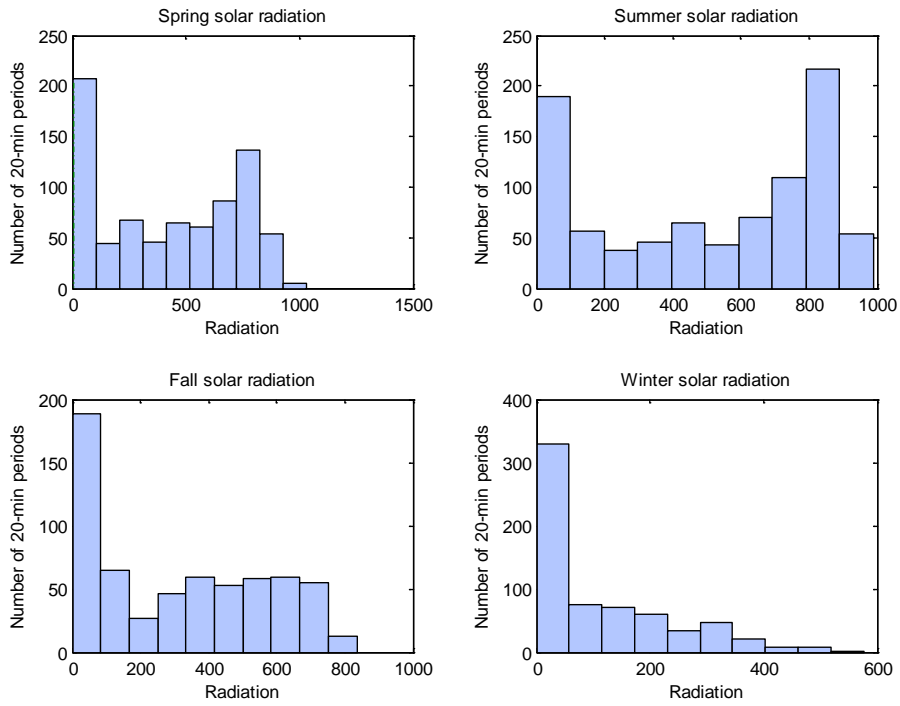 Spring solar radiation
250
200
150
100
50
0
Number of 20-min periods
0 500 1000 1500
Radiation
Summer solar radiation
250
200
150
100
50
0
Number of 20-min periods
0 200 400 600 800 1000
Radiation
Fall solar radiation
200
150
100
50
0
Number of 20-min periods
0 200 400 600 800 1000
Radiation
Winter solar radiation
400
300
200
100
0
Number of 20-min periods
0 200 400 600
Radiation